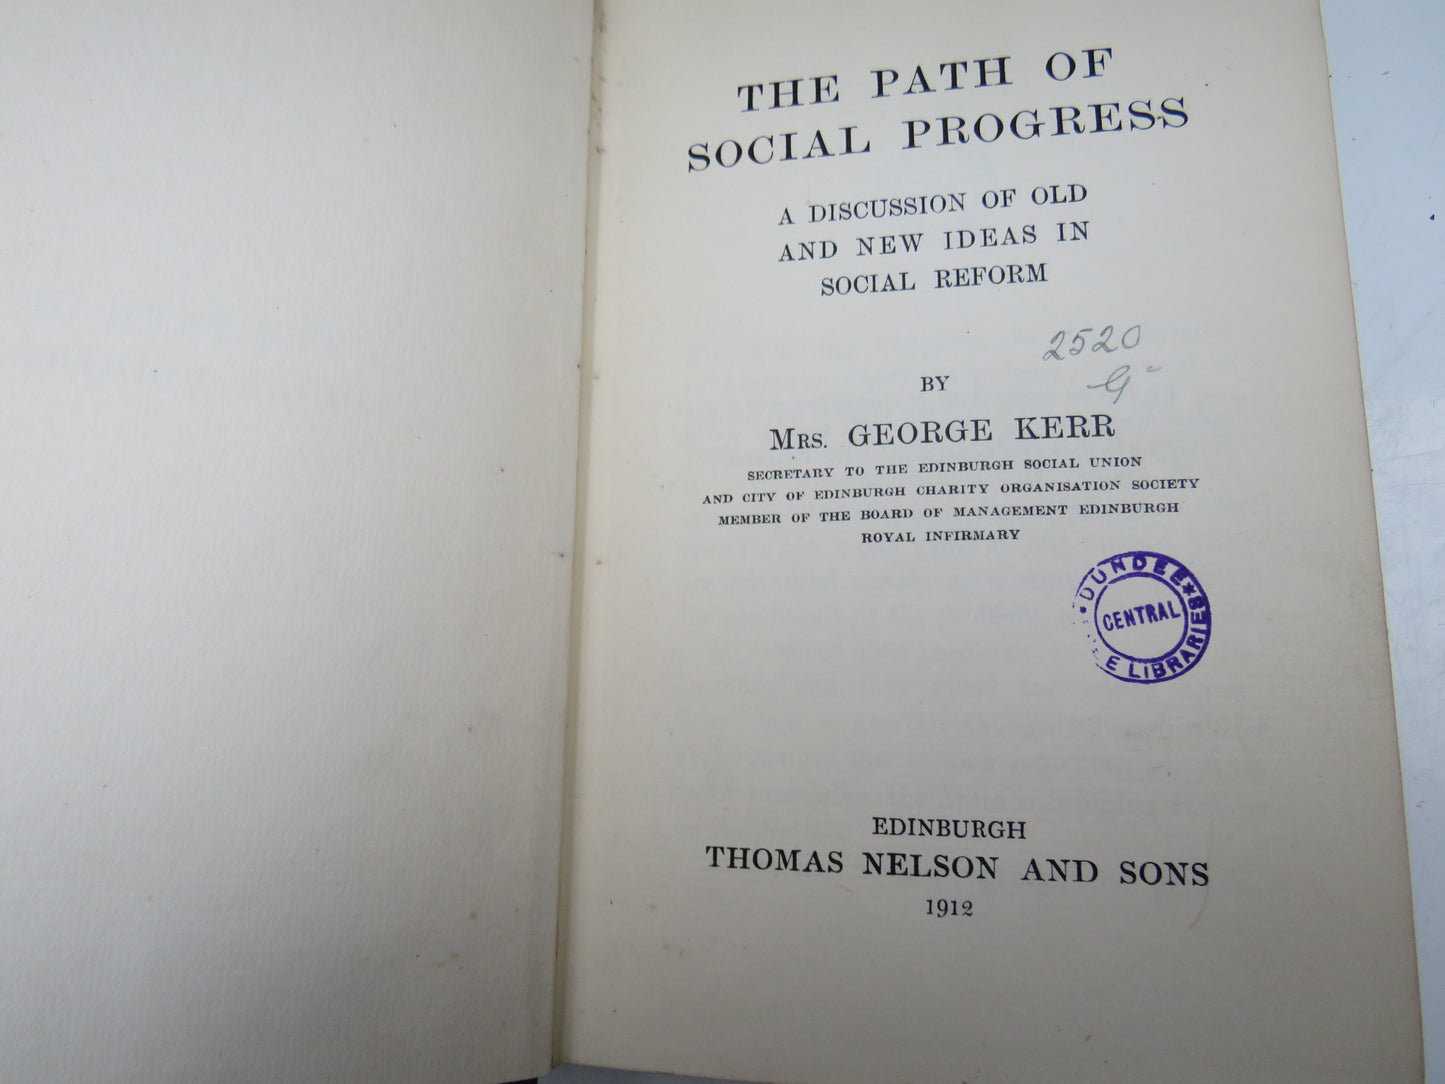 THE PATH OF
SOCIAL PROGRESS
A DISCUSSION OF OLD
AND NEW IDEAS IN
SOCIAL REFORM
2520
G
BY
MRS. GEORGE KERR
SECRETARY TO THE EDINBURGH SOCIAL UNION
AND CITY OF EDINBURGH CHARITY ORGANISATION SOCIETY
MEMBER OF THE BOARD OF MANAGEMENT EDINBURGH
ROYAL INFIRMARY
DUNDEE
CENTRAL
LIBRARIES
EDINBURGH
THOMAS NELSON AND SONS
1912